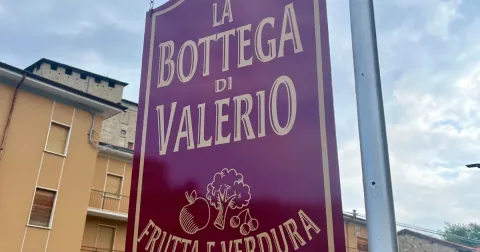 LA
BOTTEGA
DI
VALERIO
FRUTTA E VERDURA